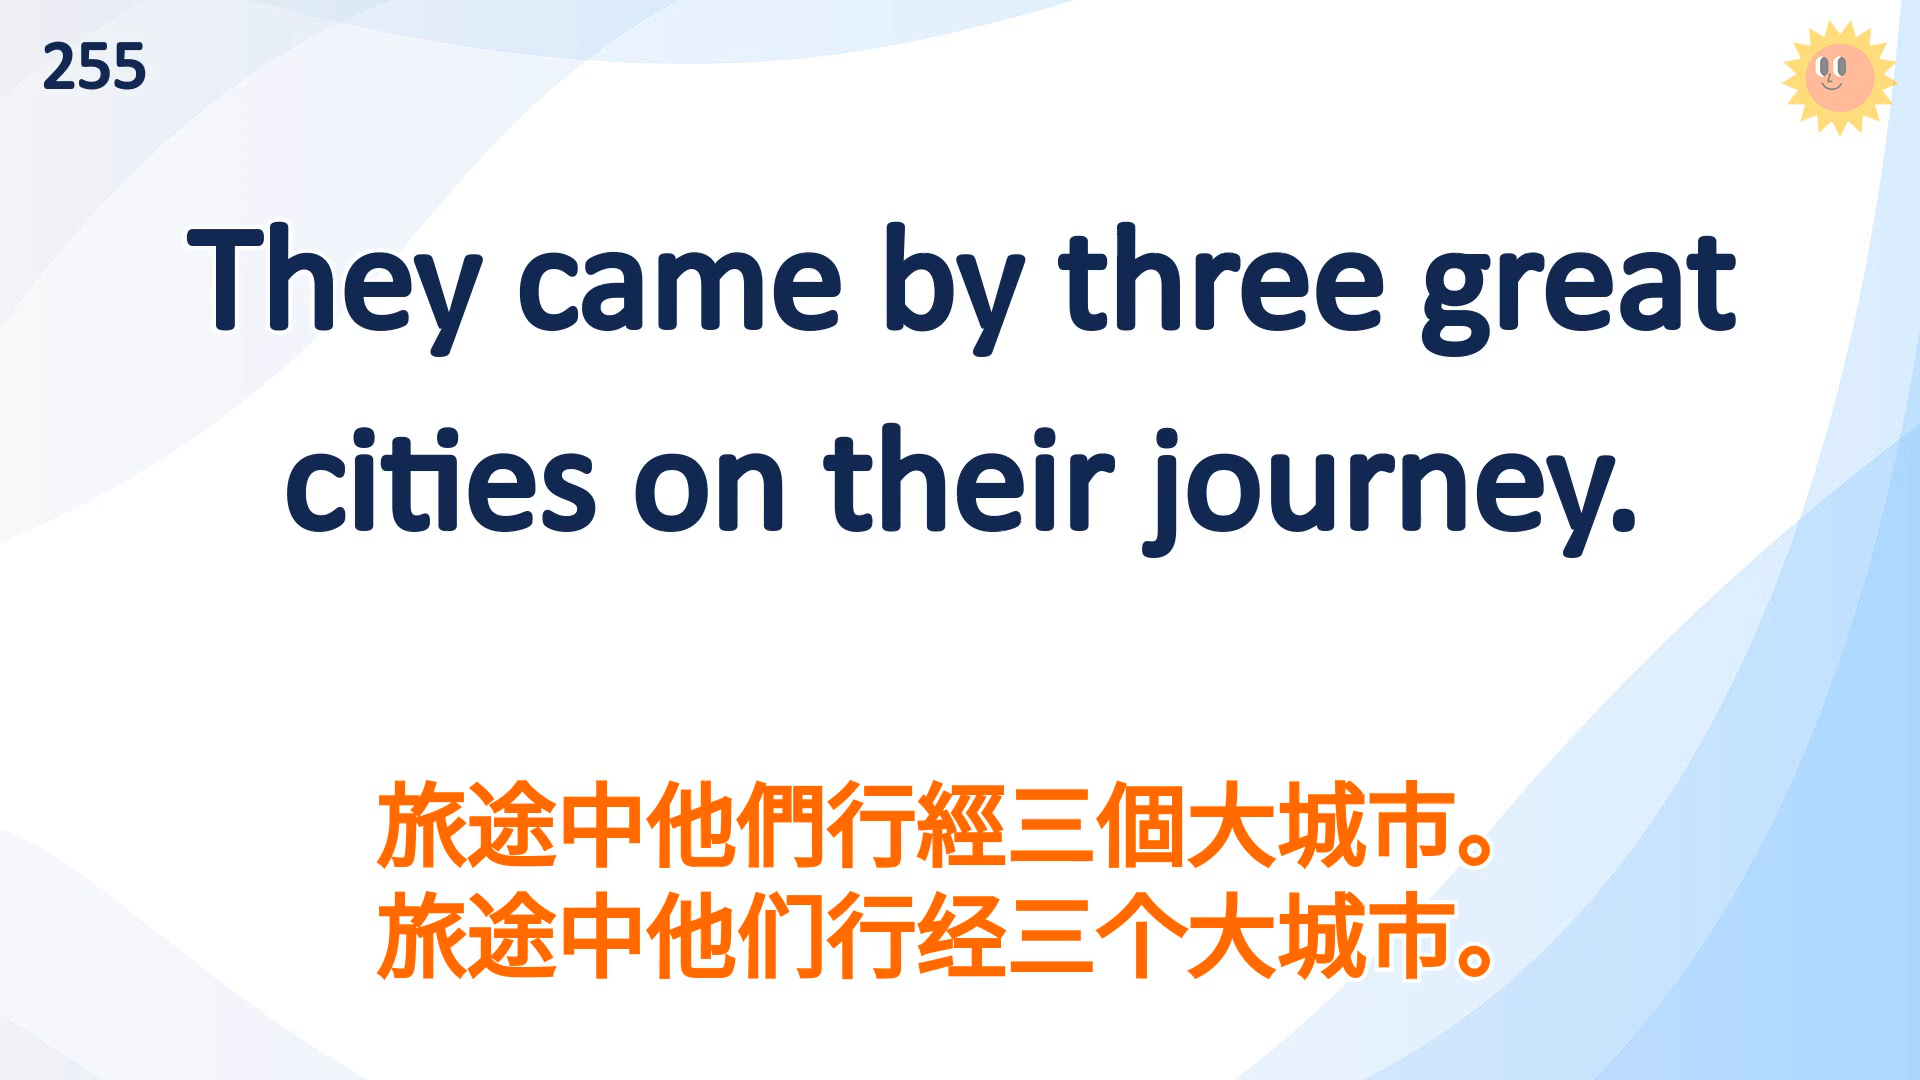 255
They came by three great
cities on their journey.
旅途中他們行經三個大城市。
旅途中他们行经三个大城市。